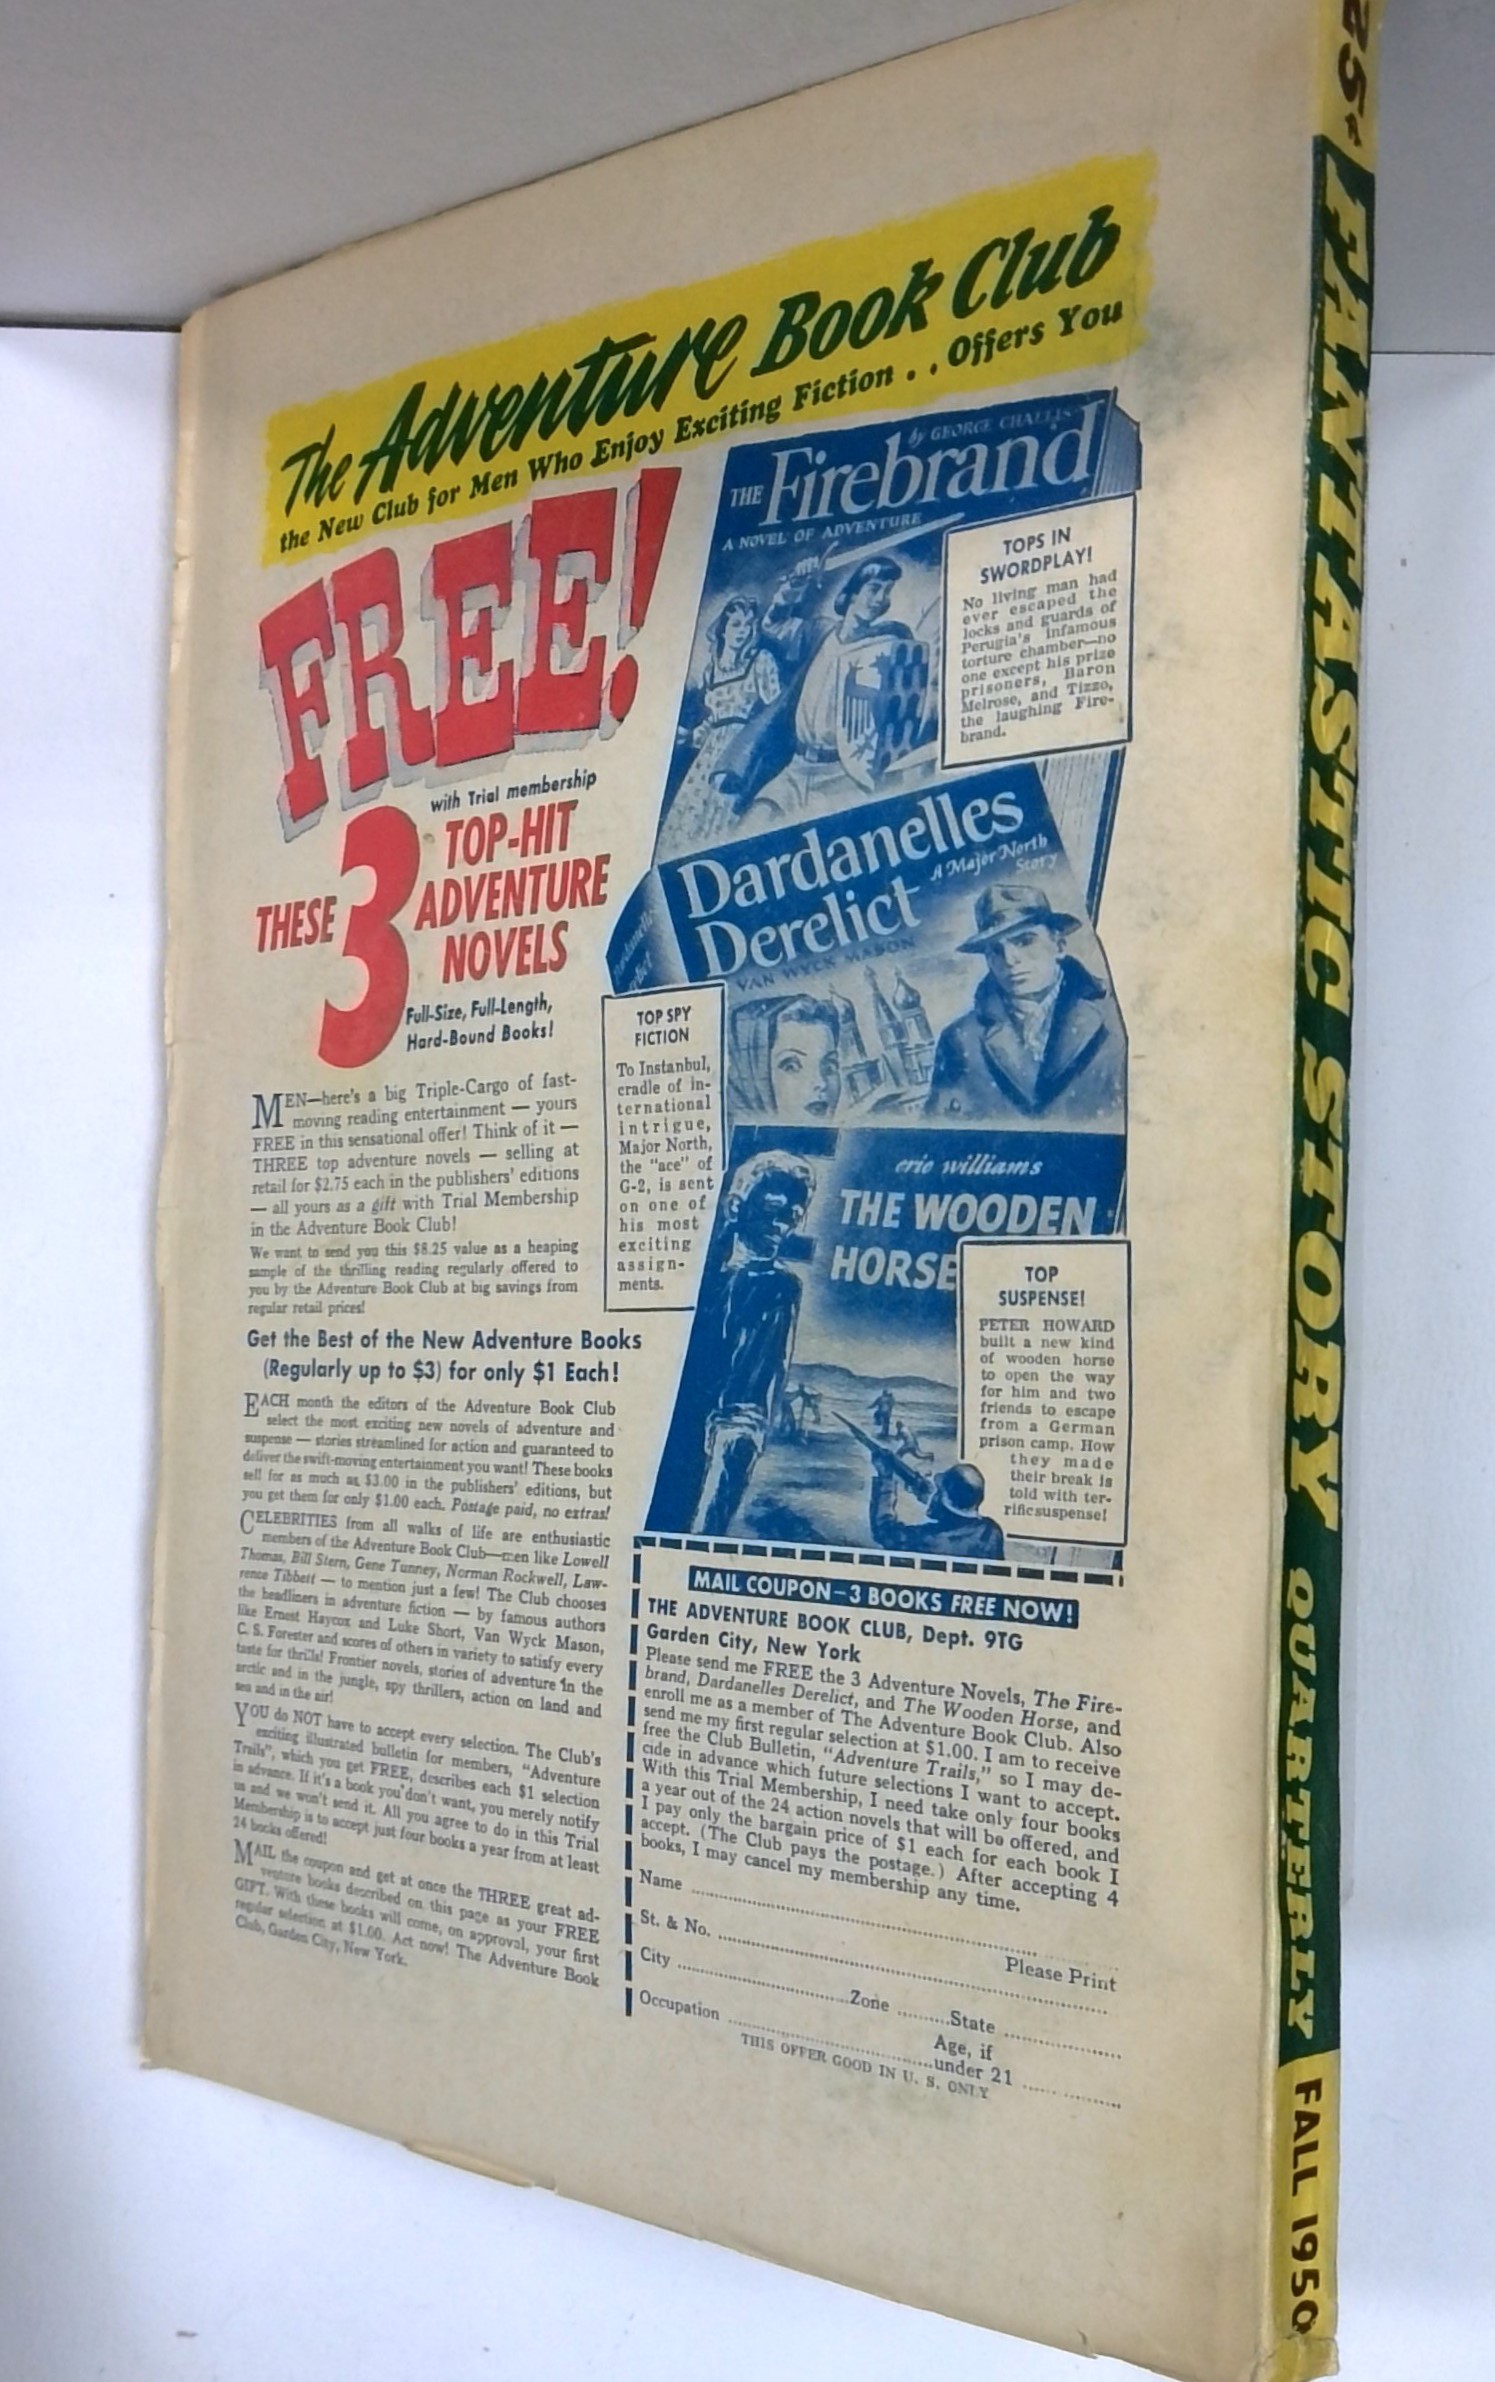 The Adventure Book Club
the New Club for Men Who Enjoy Exciting Fiction . . Offers You
FREE!
with Trial membership
THESE 3 TOP-HIT
ADVENTURE
NOVELS
Full-Size, Full-Length,
Hard-Bound Books!
MEN—here's a big Triple-Cargo of fast-
moving reading entertainment — yours
FREE in this sensational offer! Think of it —
THREE top adventure novels — selling at
retail for $2.75 each in the publishers' editions
— all yours as a gift with Trial Membership
in the Adventure Book Club!
We want to send you this $8.25 value as a heaping
sample of the thrilling reading regularly offered to
you by the Adventure Book Club at big savings from
regular retail prices!
Get the Best of the New Adventure Books
(Regularly up to $3) for only $1 Each!
EACH month the editors of the Adventure Book Club
select the most exciting new novels of adventure and
suspense — stories streamlined for action and guaranteed to
deliver the swift-moving entertainment you want! These books
sell for as much as $3.00 in the publishers' editions, but
you get them for only $1.00 each. Postage paid, no extras!
CELEBRITIES from all walks of life are enthusiastic
members of the Adventure Book Club—men like Lowell
Thomas, Bill Stern, Gene Tunney, Norman Rockwell, Law-
rence Tibbett — to mention just a few! The Club chooses
the headliners in adventure fiction — by famous authors
like Ernest Haycox and Luke Short, Van Wyck Mason,
C. S. Forester and scores of others in variety to satisfy every
taste for thrills! Frontier novels, stories of adventure in the
arctic and in the jungle, spy thrillers, action on land and
sea and in the air!
YOU do NOT have to accept every selection. The Club's
exciting illustrated bulletin for members, "Adventure
Trails", which you get FREE, describes each $1 selection
in advance. If it's a book you don't want, you merely notify
us and we won't send it. All you agree to do in this Trial
Membership is to accept just four books a year from at least
24 books offered!
MAIL the coupon and get at once the THREE great ad-
venture books described on this page as your FREE
GIFT. With these books will come, on approval, your first
regular selection at $1.00. Act now! The Adventure Book
Club, Garden City, New York.
by GEORGE CHALLIS
THE Firebrand
A NOVEL OF ADVENTURE
TOPS IN
SWORDPLAY!
No living man had
ever escaped the
locks and guards of
Perugia's infamous
torture chamber—no
one except his prize
prisoners, Baron
Melrose, and Tizzo,
the laughing Fire-
brand.
Dardanelles
Derelict
A Major North
Story
VAN WYCK MASON
Dardanelles
Derelict
TOP SPY
FICTION
To Instanbul,
cradle of in-
ternational
intrigue,
Major North,
the "ace" of
G-2, is sent
on one of
his most
exciting
assign-
ments.
eric williams
THE WOODEN
HORSE
TOP
SUSPENSE!
PETER HOWARD
built a new kind
of wooden horse
to open the way
for him and two
friends to escape
from a German
prison camp. How
they made
their break is
told with ter-
rific suspense!
MAIL COUPON—3 BOOKS FREE NOW!
THE ADVENTURE BOOK CLUB, Dept. 9TG
Garden City, New York
Please send me FREE the 3 Adventure Novels, The Fire-
brand, Dardanelles Derelict, and The Wooden Horse, and
enroll me as a member of The Adventure Book Club. Also
send me my first regular selection at $1.00. I am to receive
free the Club Bulletin, "Adventure Trails," so I may de-
cide in advance which future selections I want to accept.
With this Trial Membership, I need take only four books
a year out of the 24 action novels that will be offered, and
I pay only the bargain price of $1 each for each book I
accept. (The Club pays the postage.) After accepting 4
books, I may cancel my membership any time.
Name
Please Print
St. & No.
City Zone State
Occupation Age, if
under 21
THIS OFFER GOOD IN U. S. ONLY
25¢ FANTASTIC STORY QUARTERLY FALL 1950